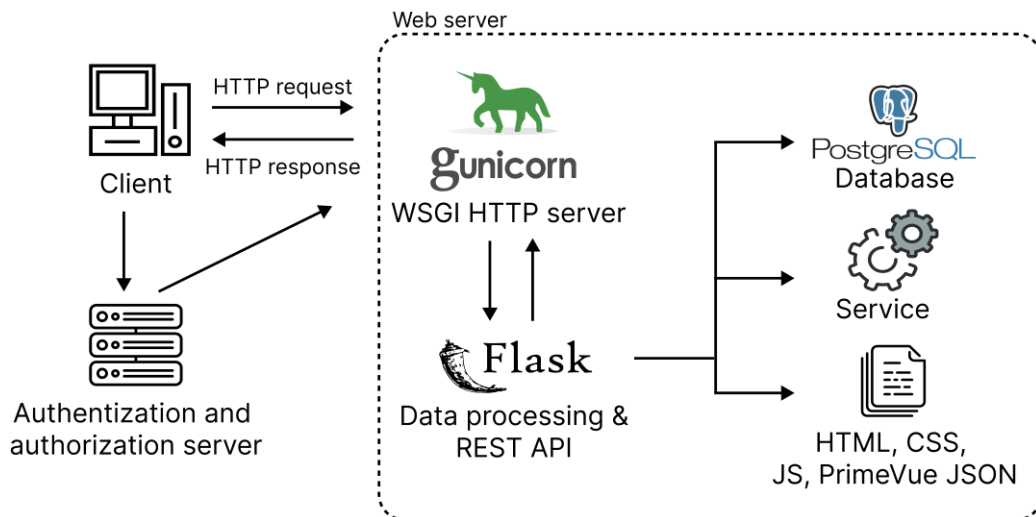 Web server
HTTP request
HTTP response
Client
gunicorn
WSGI HTTP server
PostgreSQL
Database
Service
Flask
Data processing &
REST API
Authentization and
authorization server
HTML, CSS,
JS, PrimeVue JSON